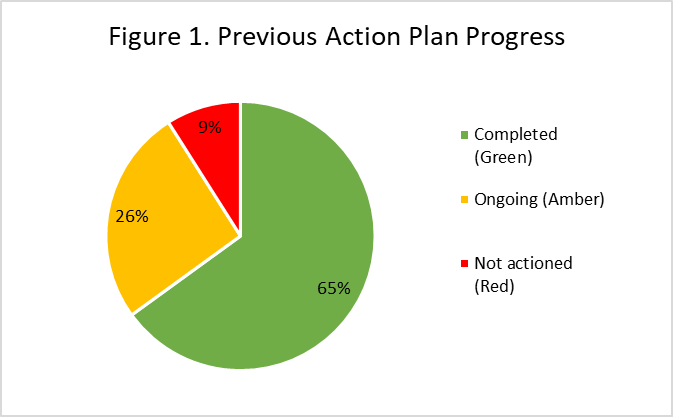 Figure 1. Previous Action Plan Progress
9%
26%
65%
Completed
(Green)
Ongoing (Amber)
Not actioned
(Red)